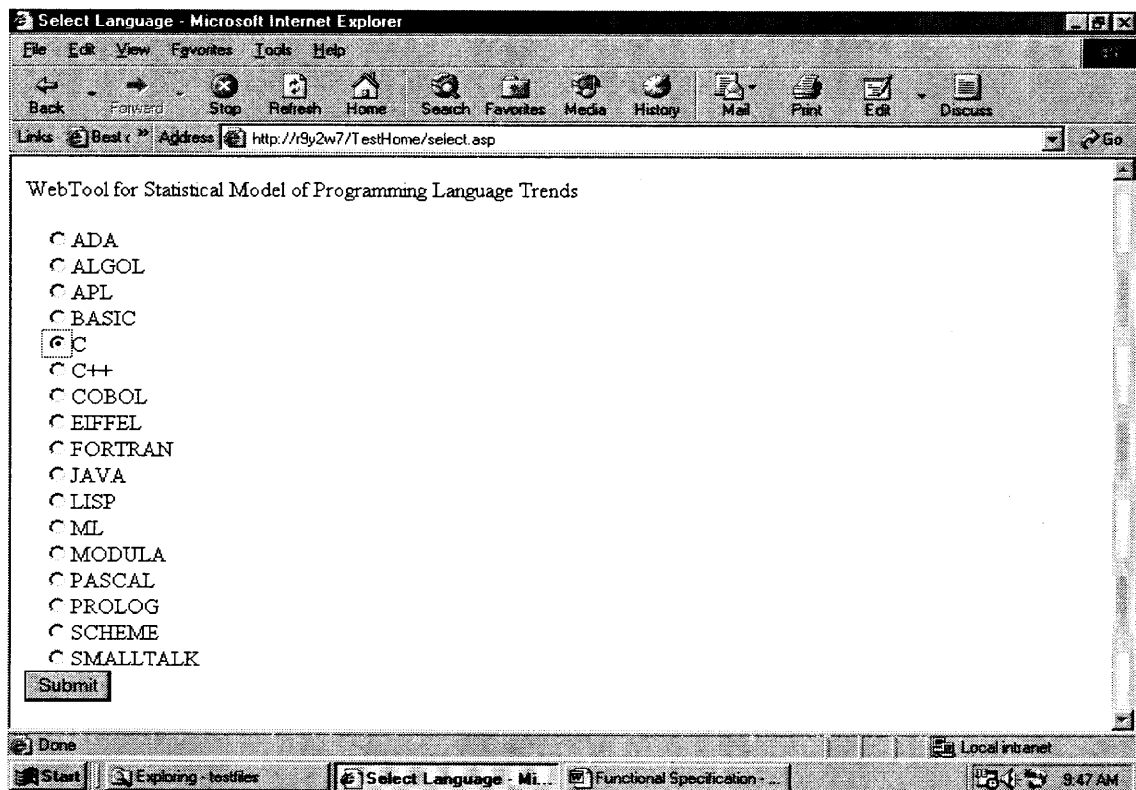 Select Language - Microsoft Internet Explorer
File Edit View Favorites Tools Help
Back Forward Stop Refresh Home Search Favorites Media History Mail Print Edit Discuss
Links Best c » Address http://r9y2w7/TestHome/select.asp Go
WebTool for Statistical Model of Programming Language Trends
ADA
ALGOL
APL
BASIC
C
C++
COBOL
EIFFEL
FORTRAN
JAVA
LISP
ML
MODULA
PASCAL
PROLOG
SCHEME
SMALLTALK
Submit
Done Local intranet
Start Exploring - testfiles Select Language - Mi... Functional Specification - ... 9:47 AM